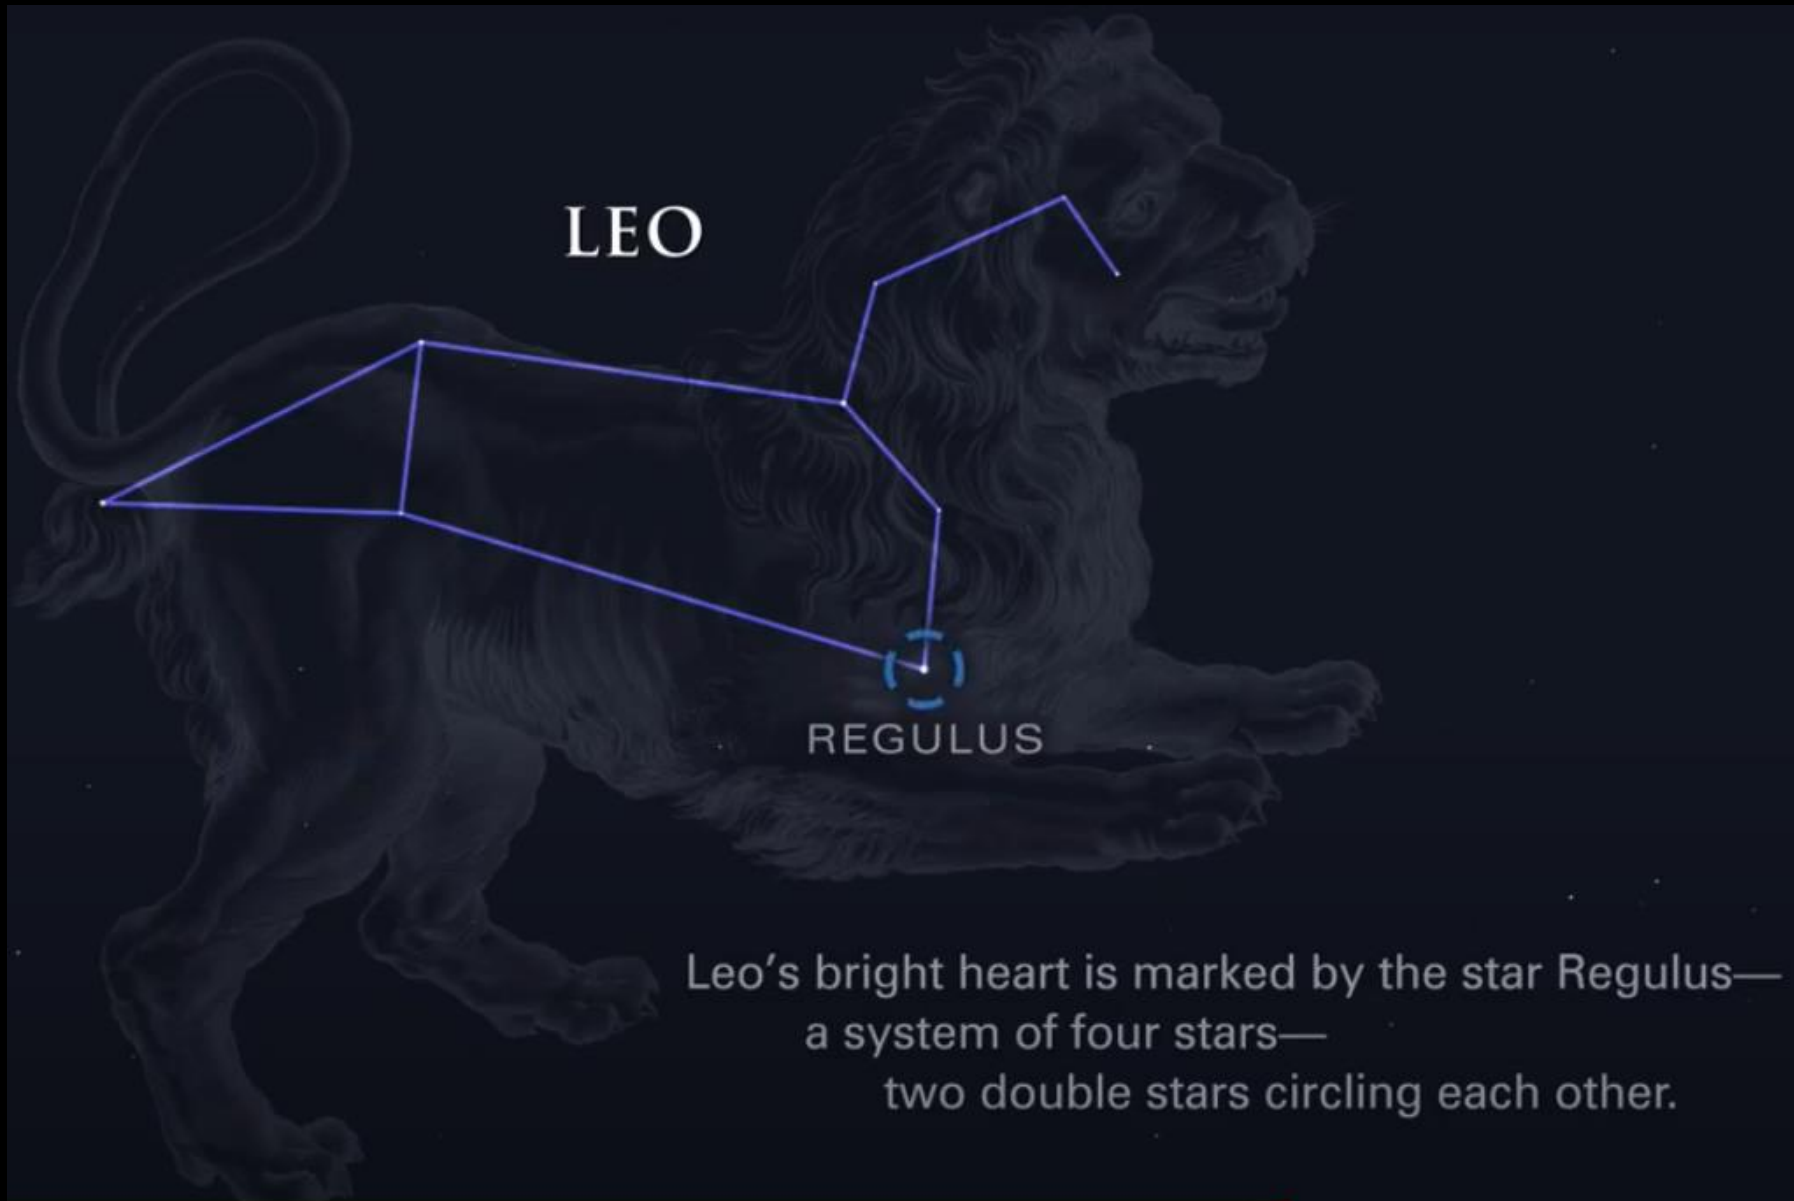 LEO
REGULUS
Leo’s bright heart is marked by the star Regulus—
a system of four stars—
two double stars circling each other.